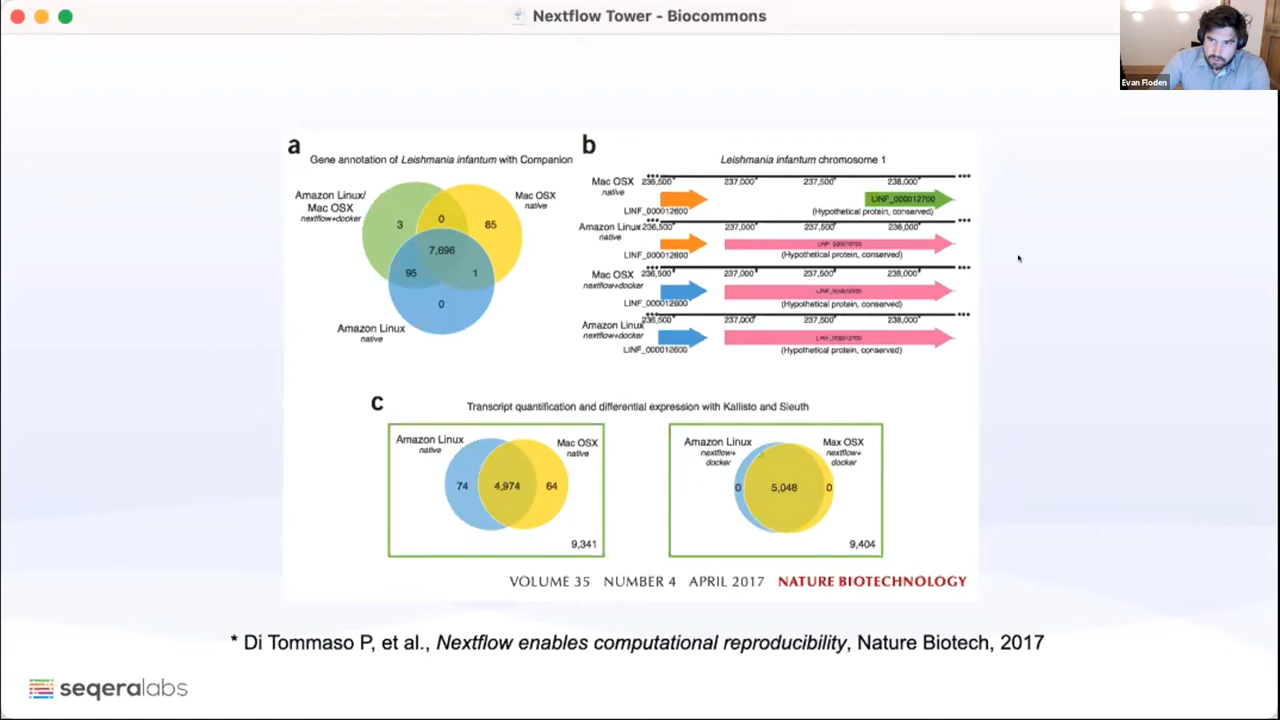 Nextflow Tower - Biocommons
Evan Floden
a
Gene annotation of Leishmania infantum with Companion
Amazon Linux/
Mac OSX
nextflow+docker
Mac OSX
native
3
0
85
7,696
95
1
0
Amazon Linux
native
b
Leishmania infantum chromosome 1
Mac OSX
native
236,500
237,000
237,500
238,000
LINF_000012600
LINF_000012700
(Hypothetical protein, conserved)
Amazon Linux
native
236,500
237,000
237,500
238,000
LINF_000012600
LINF_000012700
(Hypothetical protein, conserved)
Mac OSX
nextflow+docker
236,500
237,000
237,500
238,000
LINF_000012600
(Hypothetical protein, conserved)
Amazon Linux
nextflow+docker
236,500
237,000
237,500
238,000
LINF_000012600
LINF_000012700
(Hypothetical protein, conserved)
c
Transcript quantification and differential expression with Kallisto and Sleuth
Amazon Linux
native
Mac OSX
native
74
4,974
64
9,341
Amazon Linux
nextflow+
docker
Max OSX
nextflow+
docker
0
5,048
0
9,404
VOLUME 35 NUMBER 4 APRIL 2017 NATURE BIOTECHNOLOGY
* Di Tommaso P, et al., Nextflow enables computational reproducibility, Nature Biotech, 2017
seqeralabs